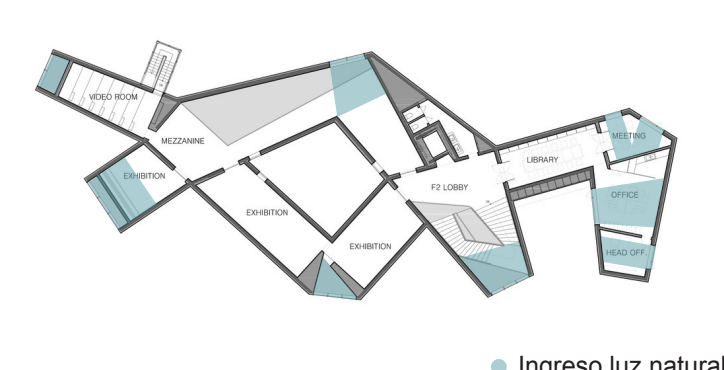 VIDEO ROOM
MEZZANINE
EXHIBITION
EXHIBITION
EXHIBITION
F2 LOBBY
LIBRARY
MEETING
OFFICE
HEAD OFF.
Ingreso luz natural